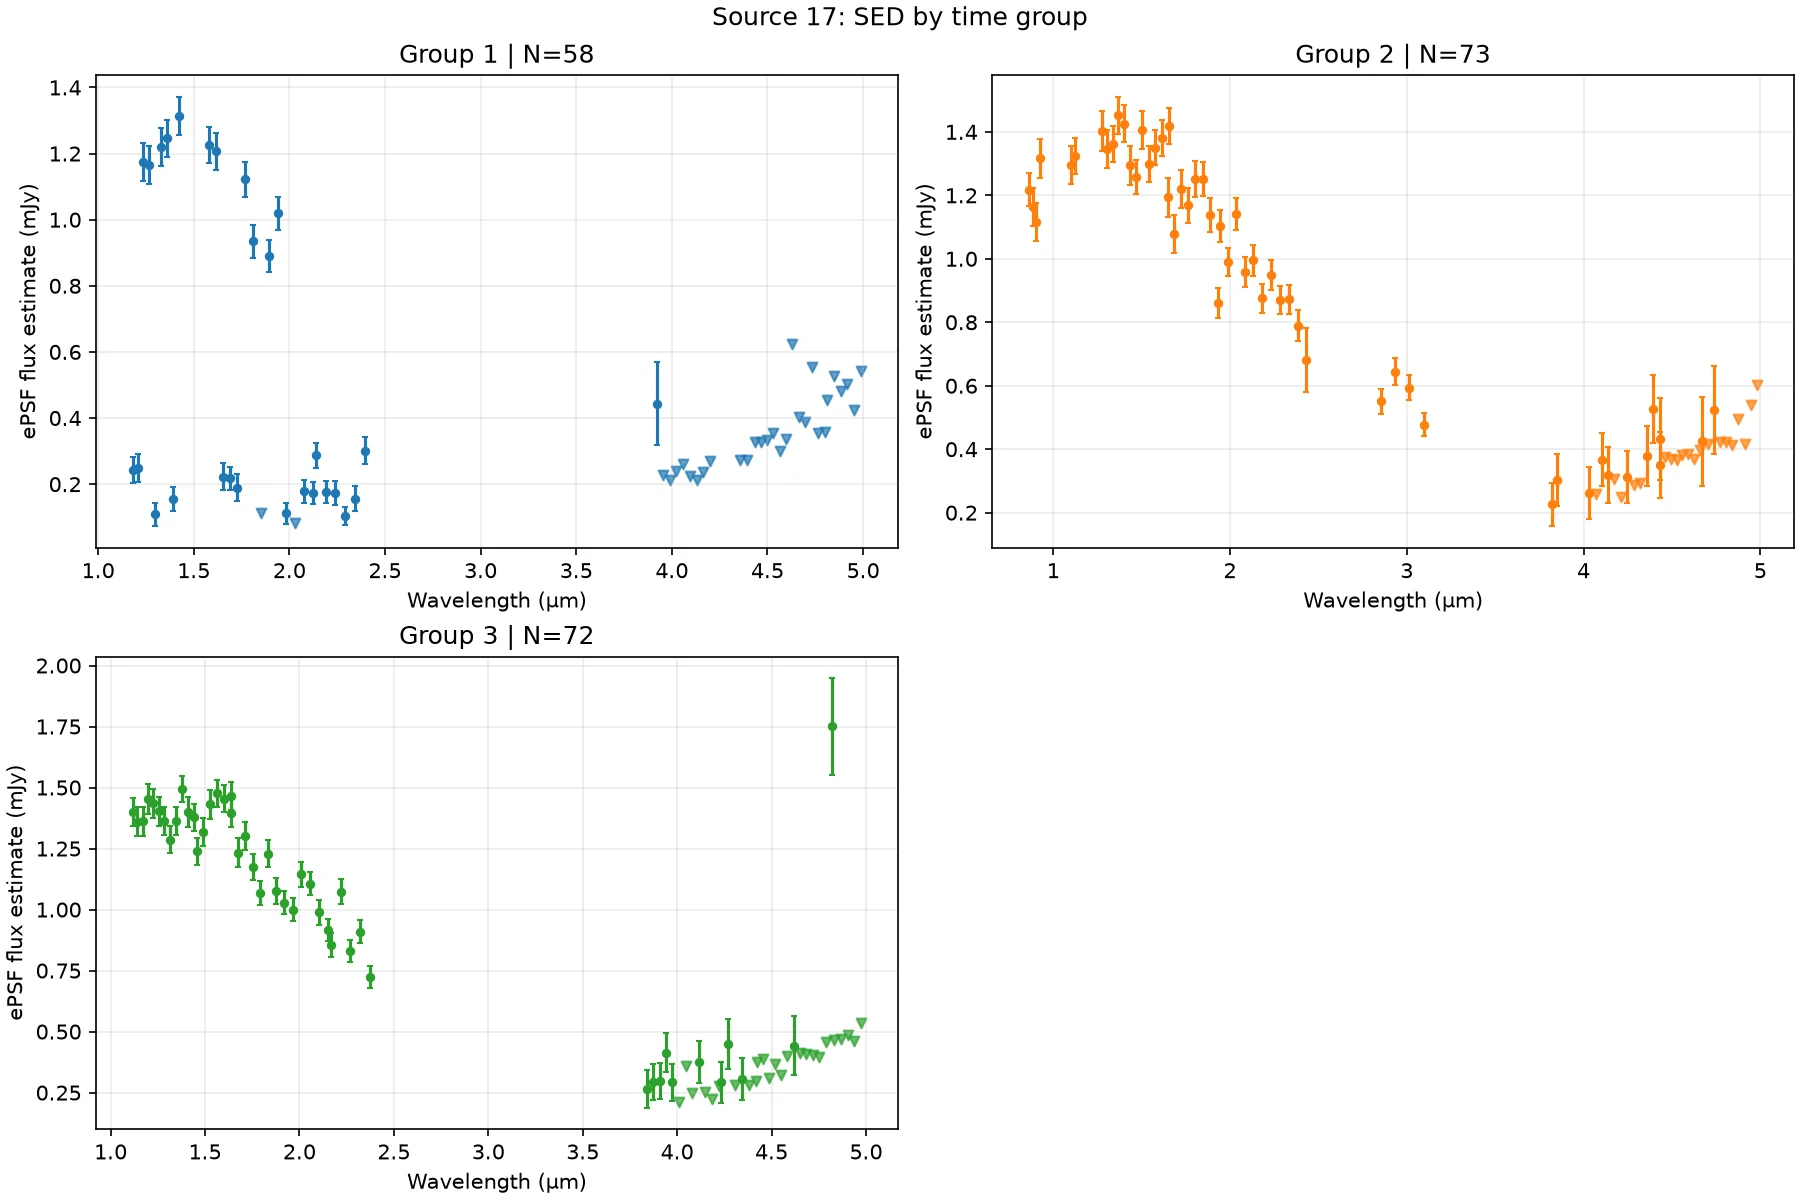 Source 17: SED by time group
Group 1 | N=58
ePSF flux estimate (mJy)
1.4
1.2
1.0
0.8
0.6
0.4
0.2
1.0 1.5 2.0 2.5 3.0 3.5 4.0 4.5 5.0
Wavelength (μm)
Group 2 | N=73
ePSF flux estimate (mJy)
1.4
1.2
1.0
0.8
0.6
0.4
0.2
1 2 3 4 5
Wavelength (μm)
Group 3 | N=72
ePSF flux estimate (mJy)
2.00
1.75
1.50
1.25
1.00
0.75
0.50
0.25
1.0 1.5 2.0 2.5 3.0 3.5 4.0 4.5 5.0
Wavelength (μm)